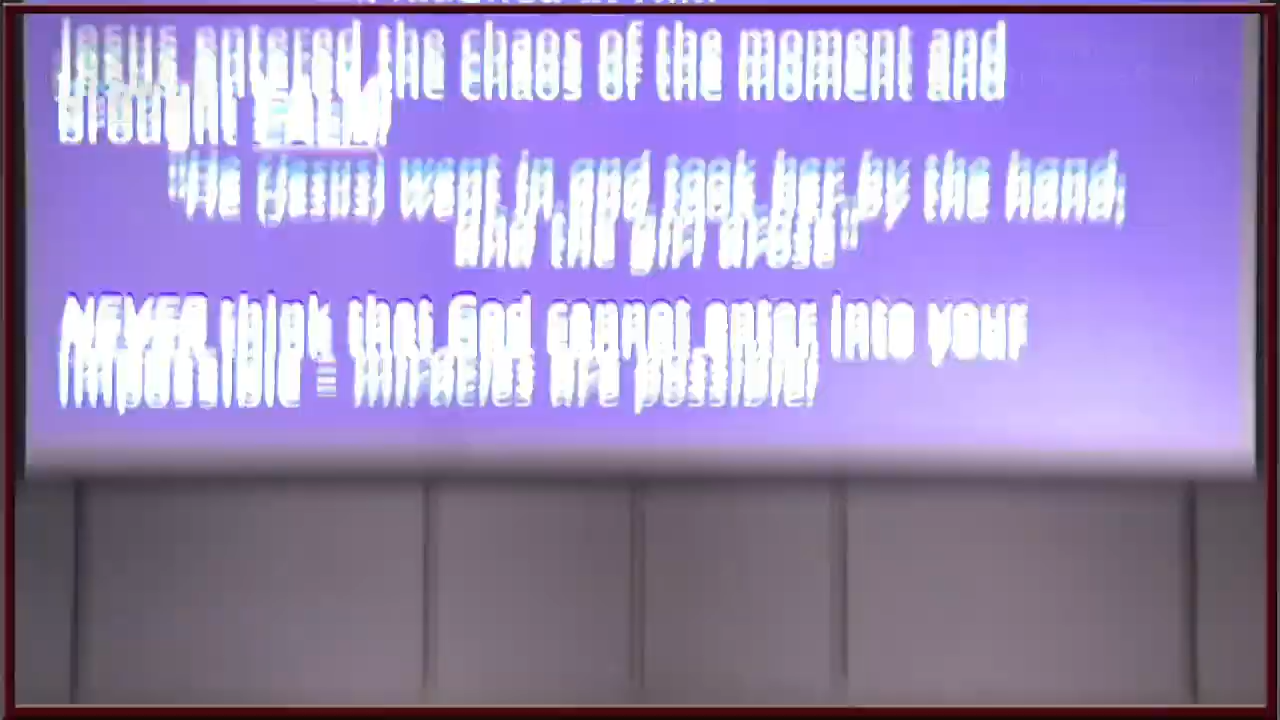 Jesus entered the chaos of the moment and
brought CALM!
"He (Jesus) went in and took her by the hand,
and the girl arose"
NEVER think that God cannot enter into your
impossible = miracles are possible!